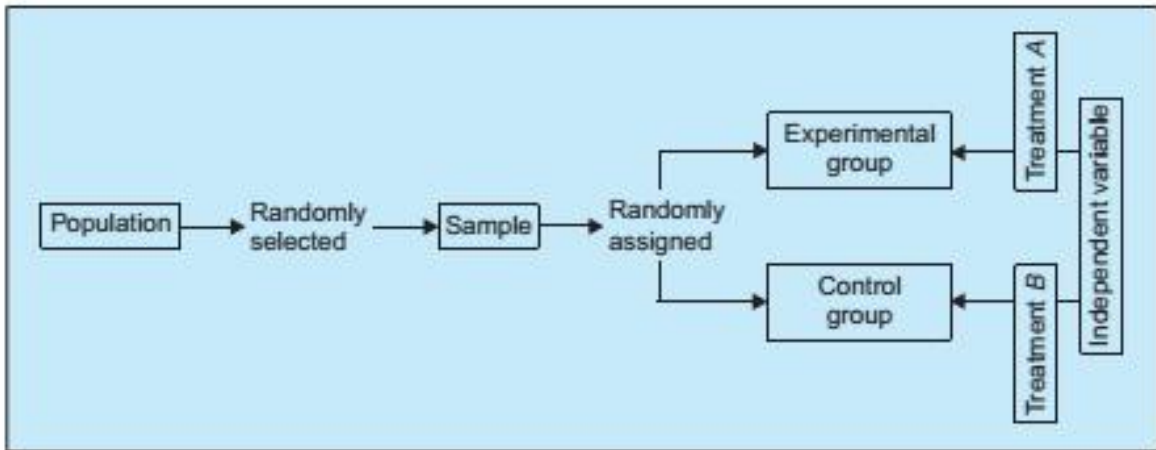 Population
Randomly
selected
Sample
Randomly
assigned
Experimental
group
Control
group
Treatment A
Treatment B
Independent variable